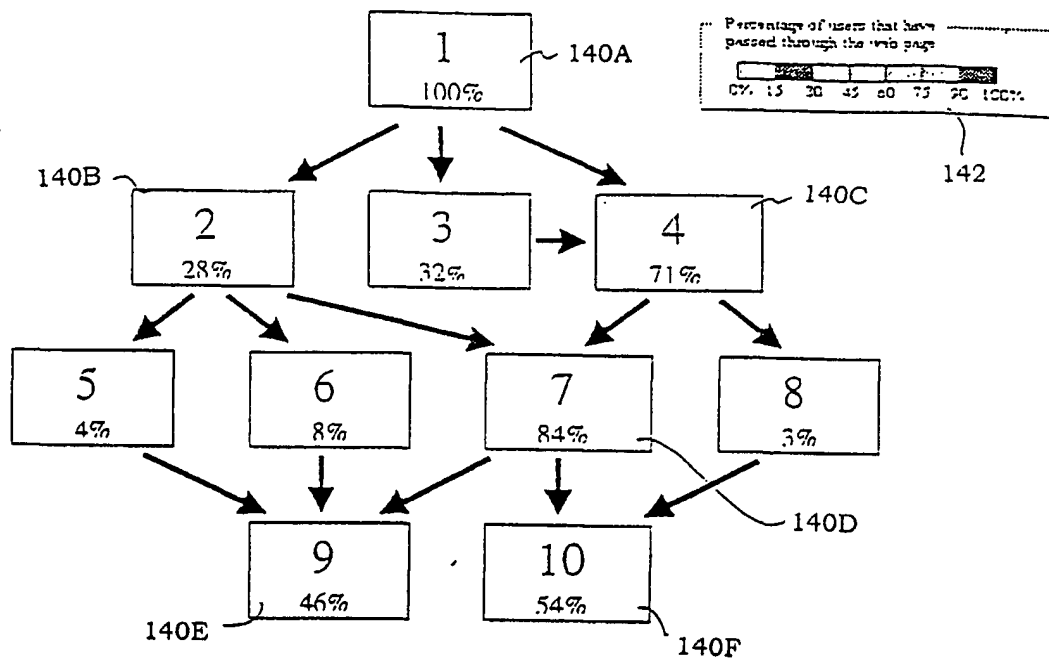 1
100%
140A
Percentage of users that have
passed through the web page
0% 15 30 45 60 75 90 100%
142
140B
2
28%
3
32%
4
71%
140C
5
4%
6
8%
7
84%
8
3%
140D
9
46%
10
54%
140E
140F